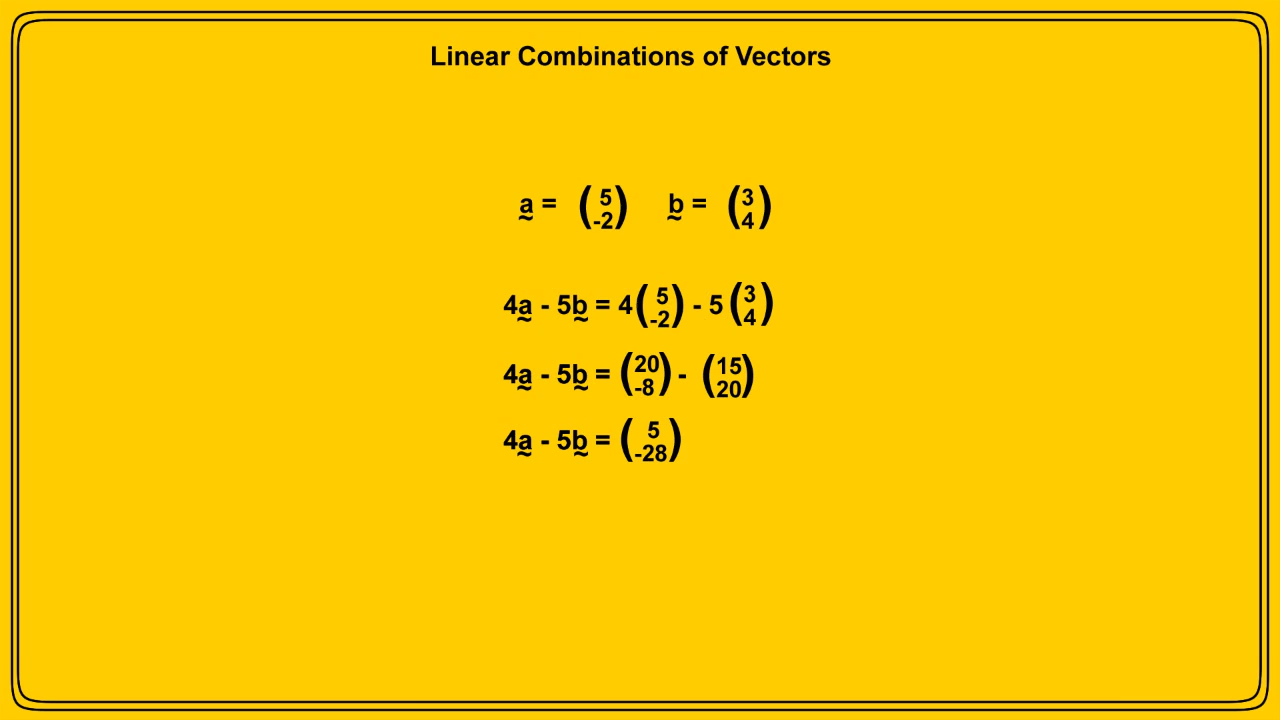 Linear Combinations of Vectors
a̰ = (5 -2) b̰ = (3 4)
4a̰ - 5b̰ = 4(5 -2) - 5(3 4)
4a̰ - 5b̰ = (20 -8) - (15 20)
4a̰ - 5b̰ = (5 -28)